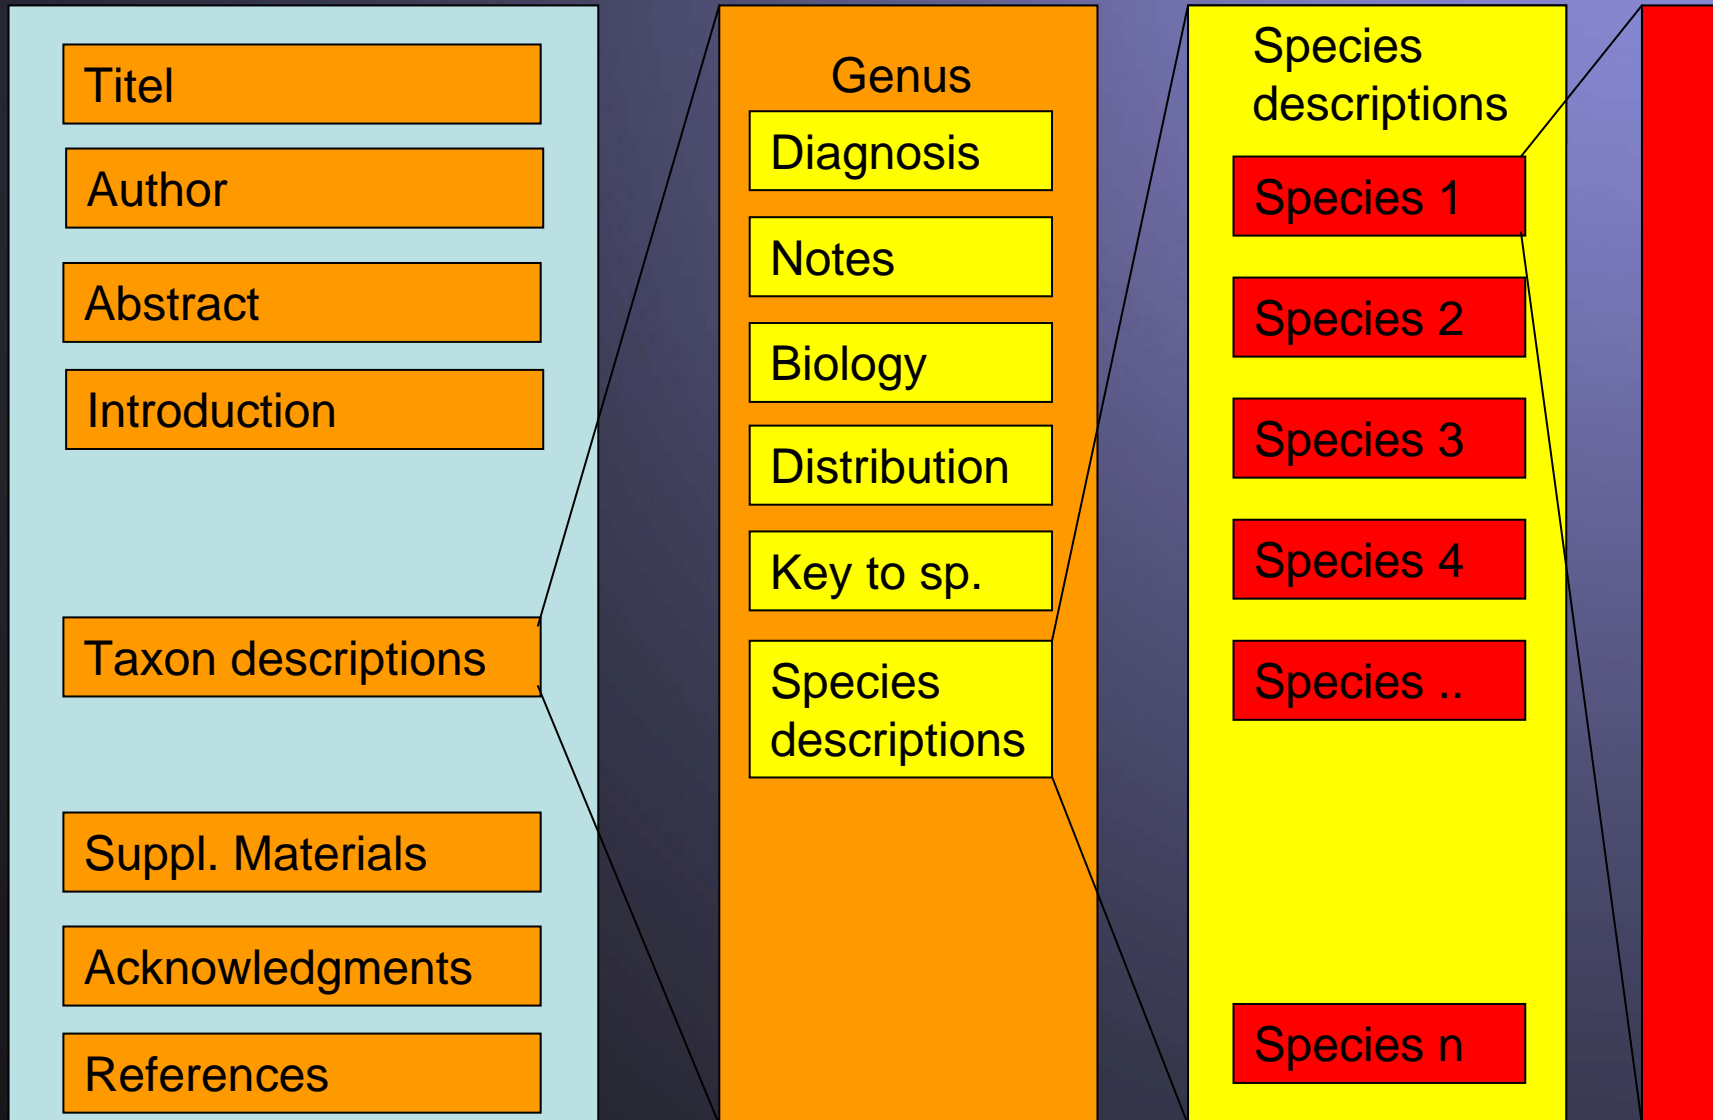 Titel
Author
Abstract
Introduction
Taxon descriptions
Suppl. Materials
Acknowledgments
References
Genus
Diagnosis
Notes
Biology
Distribution
Key to sp.
Species
descriptions
Species
descriptions
Species 1
Species 2
Species 3
Species 4
Species ..
Species n